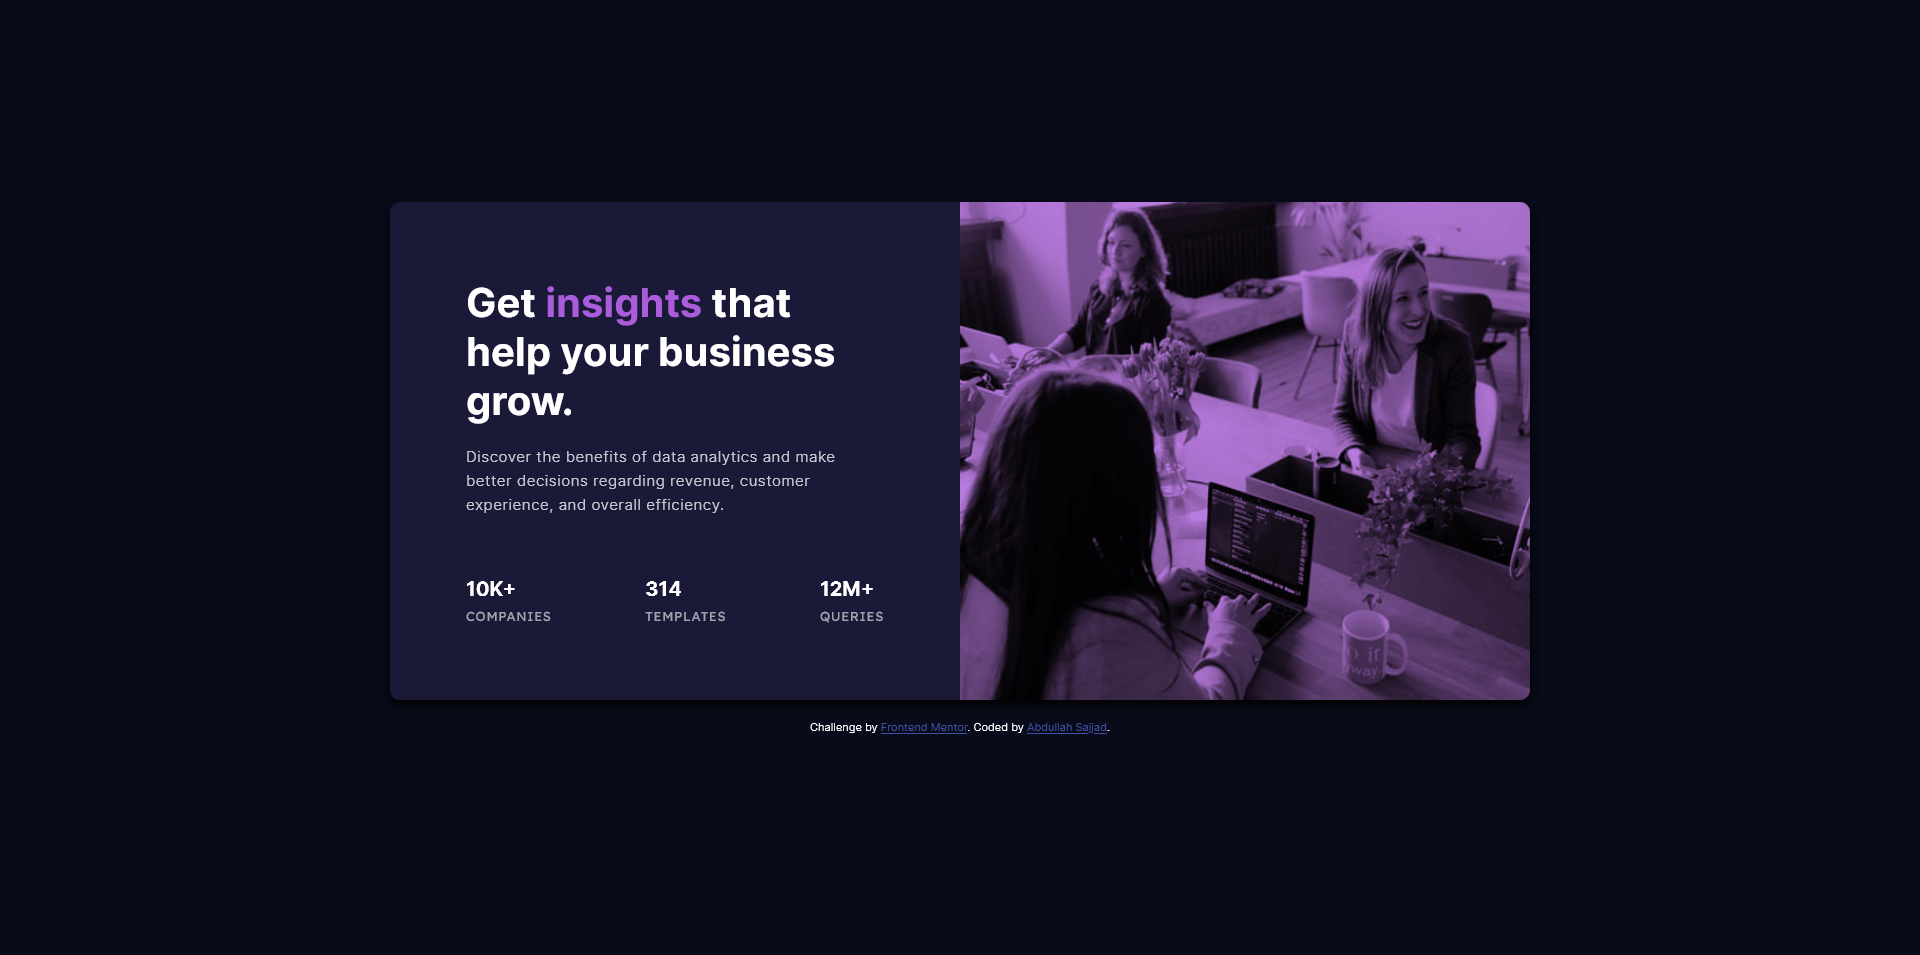 Get insights that
help your business
grow.
Discover the benefits of data analytics and make
better decisions regarding revenue, customer
experience, and overall efficiency.
10K+ 314 12M+
COMPANIES TEMPLATES QUERIES
it
way.
Challenge by Frontend Mentor. Coded by Abdullah Sajjad.